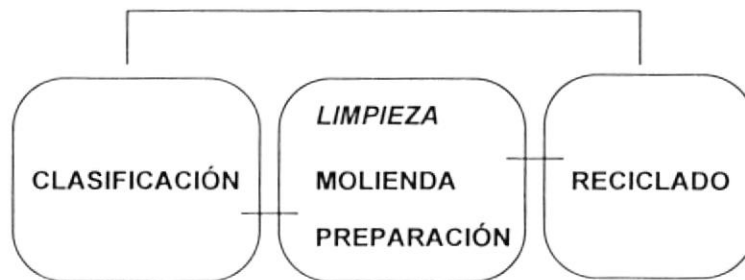 CLASIFICACIÓN
LIMPIEZA
MOLIENDA
PREPARACIÓN
RECICLADO